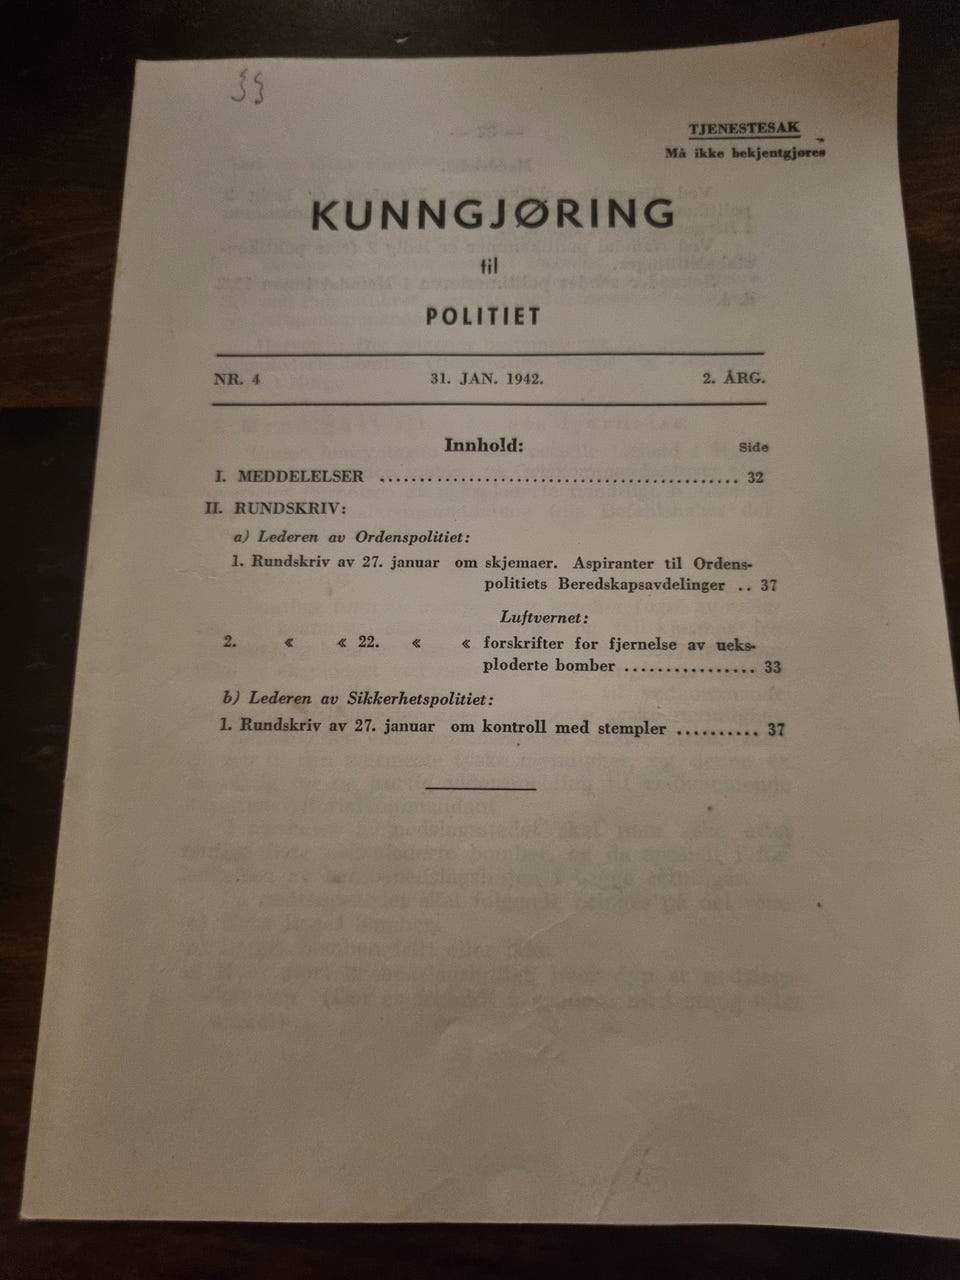 §§
TJENESTESAK
Må ikke bekjentgjøres
KUNNGJØRING
til
POLITIET
NR. 4 31. JAN. 1942. 2. ÅRG.
Innhold: Side
I. MEDDELELSER ............................................. 32
II. RUNDSKRIV:
a) Lederen av Ordenspolitiet:
1. Rundskriv av 27. januar om skjemaer. Aspiranter til Ordens-
politiets Beredskapsavdelinger .. 37
Luftvernet:
2. « « 22. « « forskrifter for fjernelse av ueks-
ploderte bomber ................ 33
b) Lederen av Sikkerhetspolitiet:
1. Rundskriv av 27. januar om kontroll med stempler .......... 37